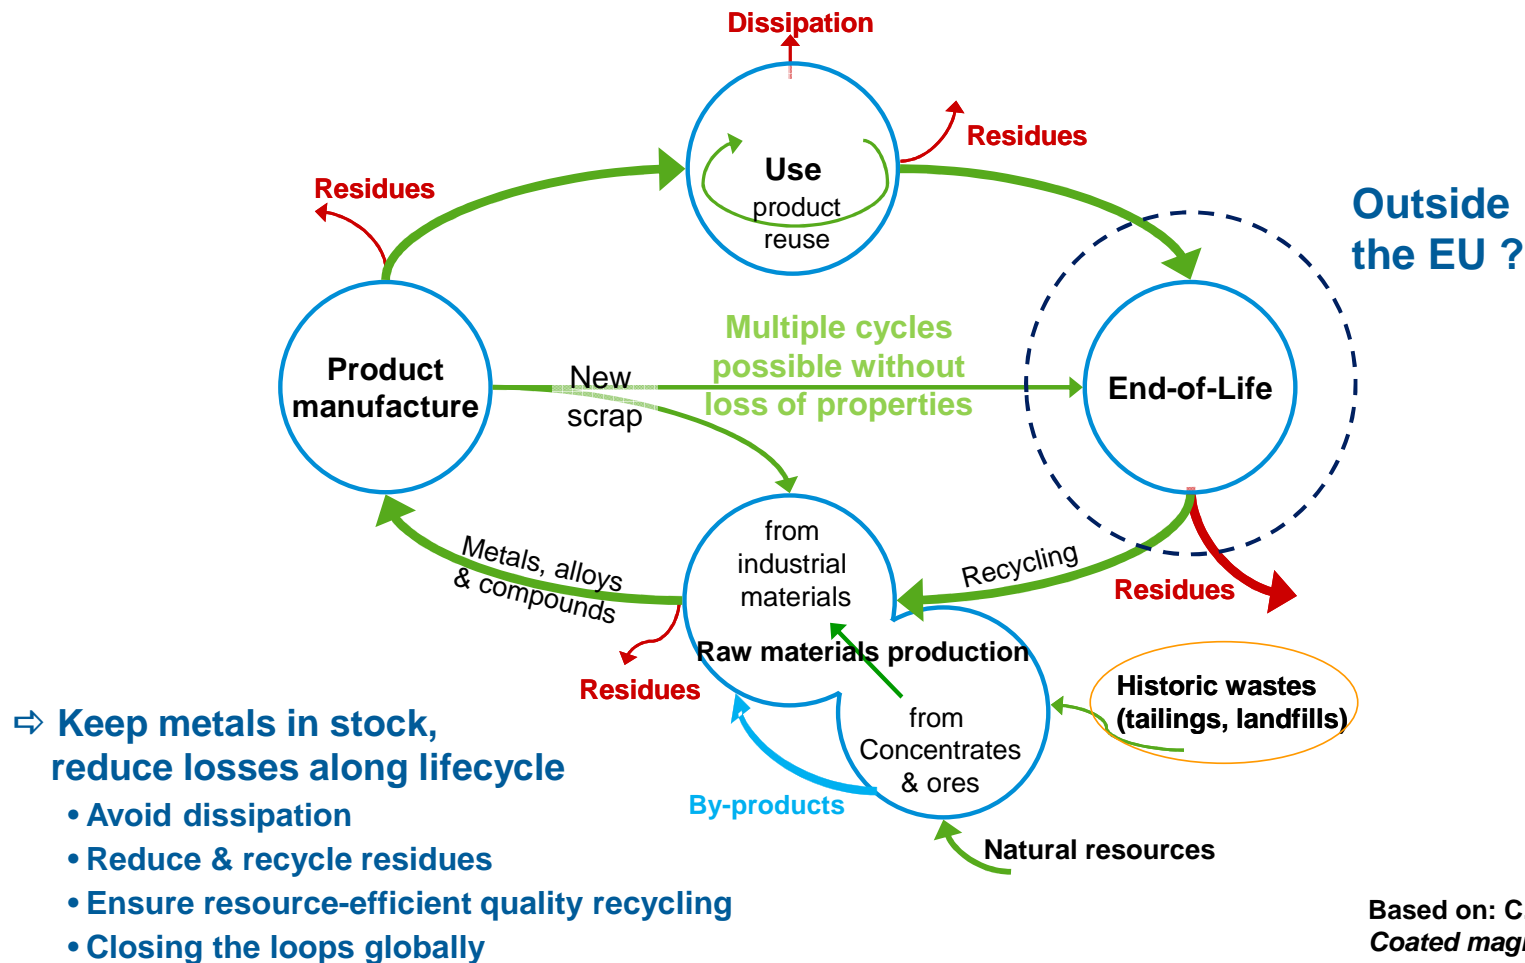 Dissipation
Residues
Use
product
reuse
Residues
Outside
the EU ?
Multiple cycles
possible without
loss of properties
Product
manufacture
New
scrap
End-of-Life
from
industrial
materials
Metals, alloys
& compounds
Recycling
Residues
Raw materials production
Residues
Historic wastes
(tailings, landfills)
from
Concentrates
& ores
By-products
Natural resources
⇨ Keep metals in stock,
reduce losses along lifecycle
• Avoid dissipation
• Reduce & recycle residues
• Ensure resource-efficient quality recycling
• Closing the loops globally
Based on: C.
Coated mag